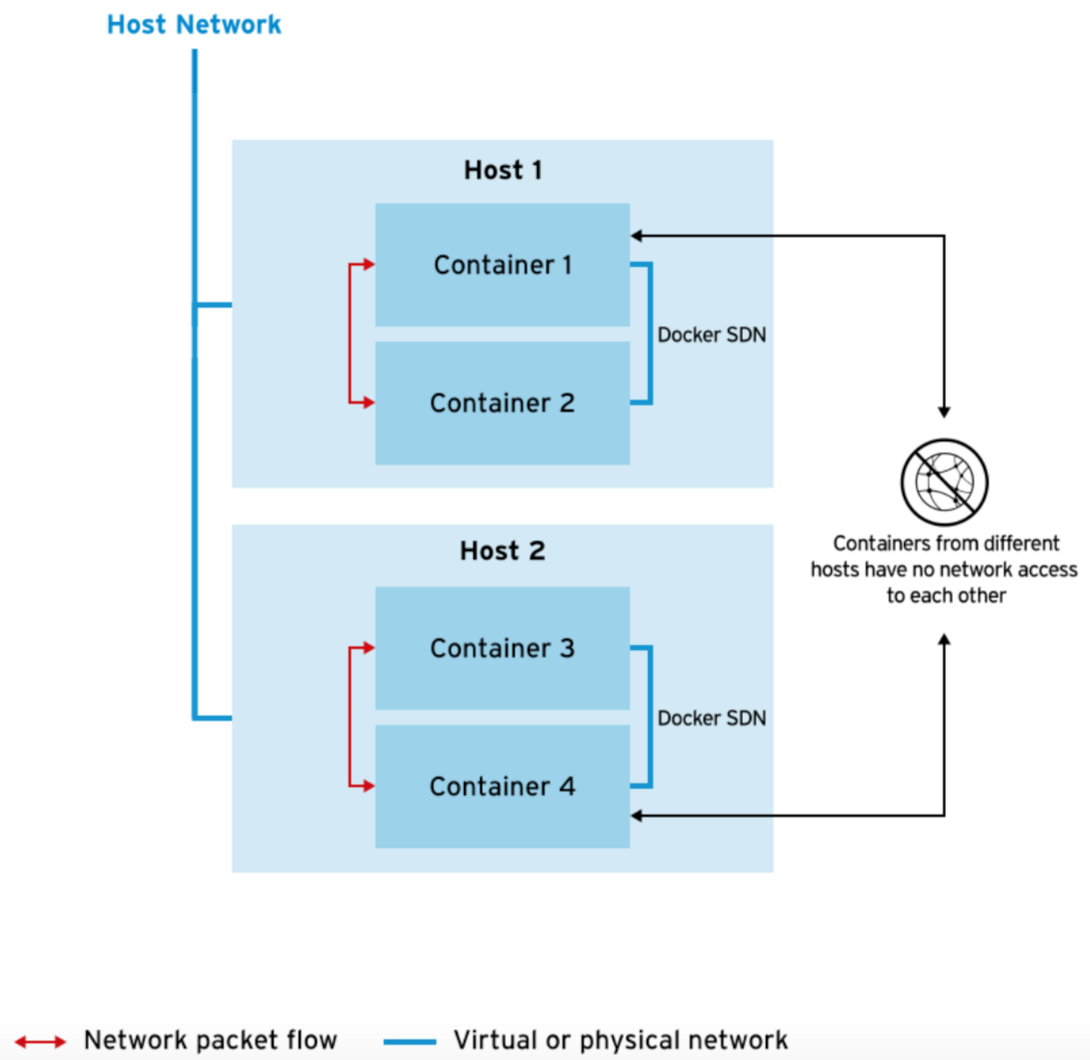 Host Network
Host 1
Container 1
Docker SDN
Container 2
Containers from different
hosts have no network access
to each other
Host 2
Container 3
Docker SDN
Container 4
Network packet flow
Virtual or physical network